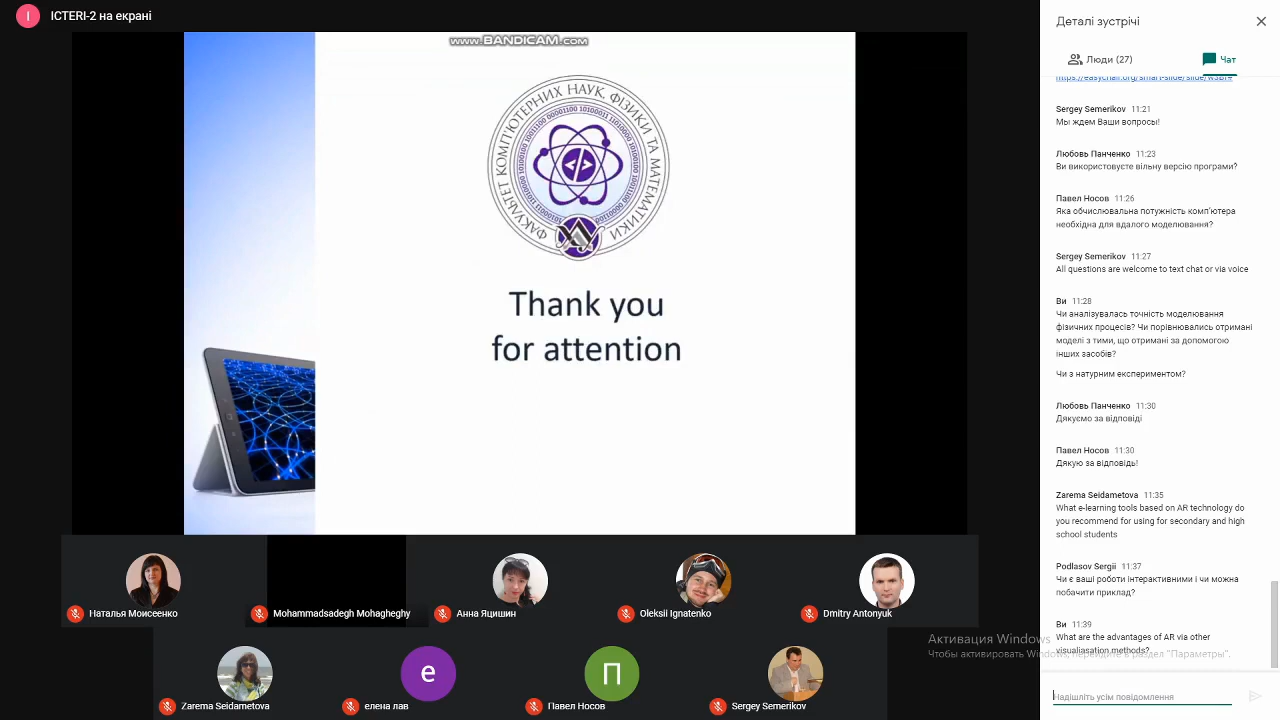 ICTERI-2 на екрані
www.BANDICAM.com
ФАКУЛЬТЕТ КОМП'ЮТЕРНИХ НАУК, ФІЗИКИ ТА МАТЕМАТИКИ
</>
Thank you
for attention
Наталья Моисеенко
Mohammadsadegh Mohagheghy
Анна Яцишин
Oleksii Ignatenko
Dmitry Antonyuk
Zarema Seidametova
е
елена лав
П
Павел Носов
Sergey Semerikov
Деталі зустрічі
Люди (27)
Чат
Sergey Semerikov 11:21
Мы ждем Ваши вопросы!
Любовь Панченко 11:23
Ви використовуєте вільну версію програми?
Павел Носов 11:26
Яка обчислювальна потужність комп'ютера
необхідна для вдалого моделювання?
Sergey Semerikov 11:27
All questions are welcome to text chat or via voice
Ви 11:28
Чи аналізувалась точність моделювання
фізичних процесів? Чи порівнювались отримані
моделі з тими, що отримані за допомогою
інших засобів?
Чи з натурним експериментом?
Любовь Панченко 11:30
Дякуємо за відповіді
Павел Носов 11:30
Дякую за відповідь!
Zarema Seidametova 11:35
What e-learning tools based on AR technology do
you recommend for using for secondary and high
school students
Podlasov Sergii 11:37
Чи є ваші роботи інтерактивними і чи можна
побачити приклад?
Ви 11:39
What are the advantages of AR via other
visualiasation methods?
Активация Windows
Чтобы активировать Windows, перейдите в раздел "Параметры".
Надішліть усім повідомлення